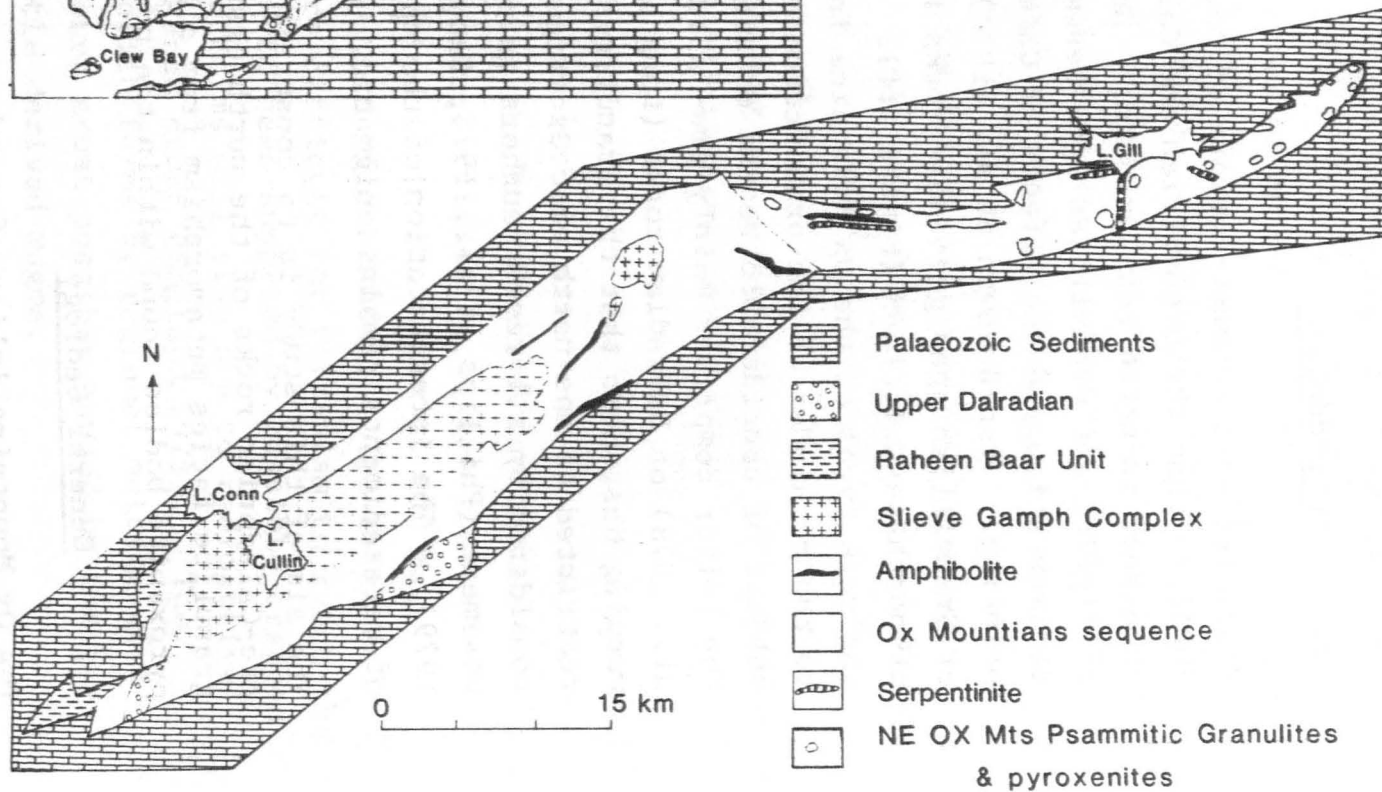 Clew Bay
L.Gill
N
L.Conn
L.
Cullin
0 15 km
Palaeozoic Sediments
Upper Dalradian
Raheen Baar Unit
Slieve Gamph Complex
Amphibolite
Ox Mountians sequence
Serpentinite
NE OX Mts Psammitic Granulites
& pyroxenites